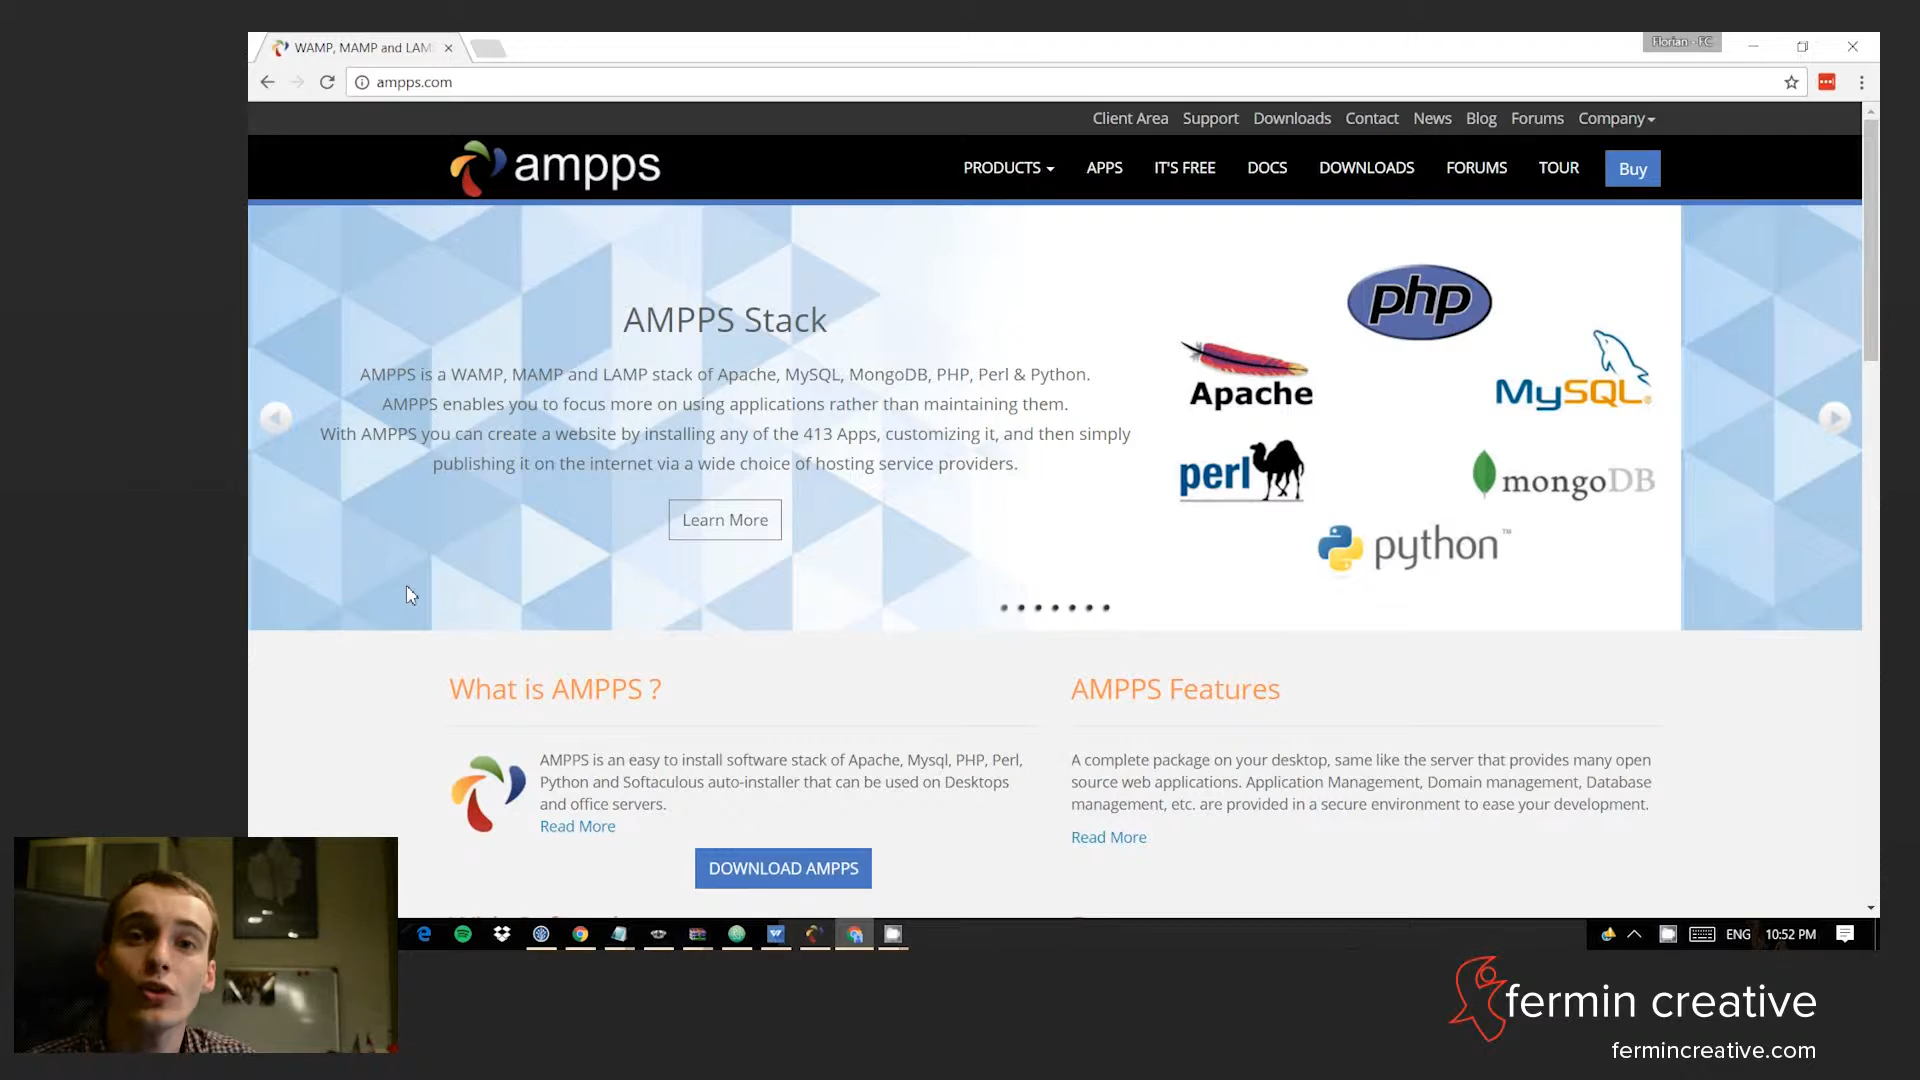 WAMP, MAMP and LAM
Florian - FC
ampps.com
Client Area Support Downloads Contact News Blog Forums Company
ampps
PRODUCTS APPS IT'S FREE DOCS DOWNLOADS FORUMS TOUR Buy
AMPPS Stack
AMPPS is a WAMP, MAMP and LAMP stack of Apache, MySQL, MongoDB, PHP, Perl & Python.
AMPPS enables you to focus more on using applications rather than maintaining them.
With AMPPS you can create a website by installing any of the 413 Apps, customizing it, and then simply
publishing it on the internet via a wide choice of hosting service providers.
Learn More
php
Apache
MySQL®
perl
mongoDB
python™
What is AMPPS ?
AMPPS is an easy to install software stack of Apache, Mysql, PHP, Perl,
Python and Softaculous auto-installer that can be used on Desktops
and office servers.
Read More
DOWNLOAD AMPPS
AMPPS Features
A complete package on your desktop, same like the server that provides many open
source web applications. Application Management, Domain management, Database
management, etc. are provided in a secure environment to ease your development.
Read More
ENG 10:52 PM
fermin creative
fermincreative.com